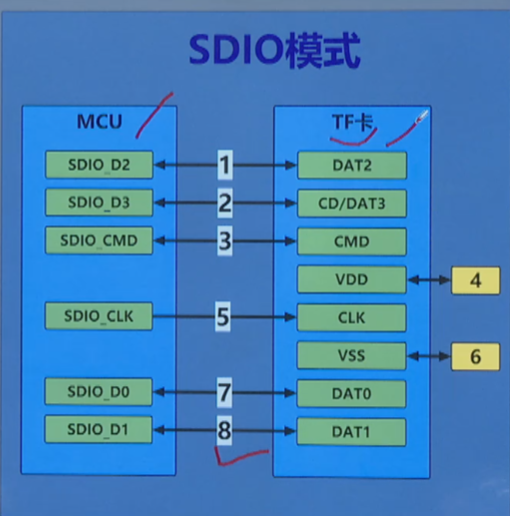 SDIO模式
MCU
TF卡
SDIO_D2
1
DAT2
SDIO_D3
2
CD/DAT3
SDIO_CMD
3
CMD
VDD
4
SDIO_CLK
5
CLK
VSS
6
SDIO_D0
7
DAT0
SDIO_D1
8
DAT1